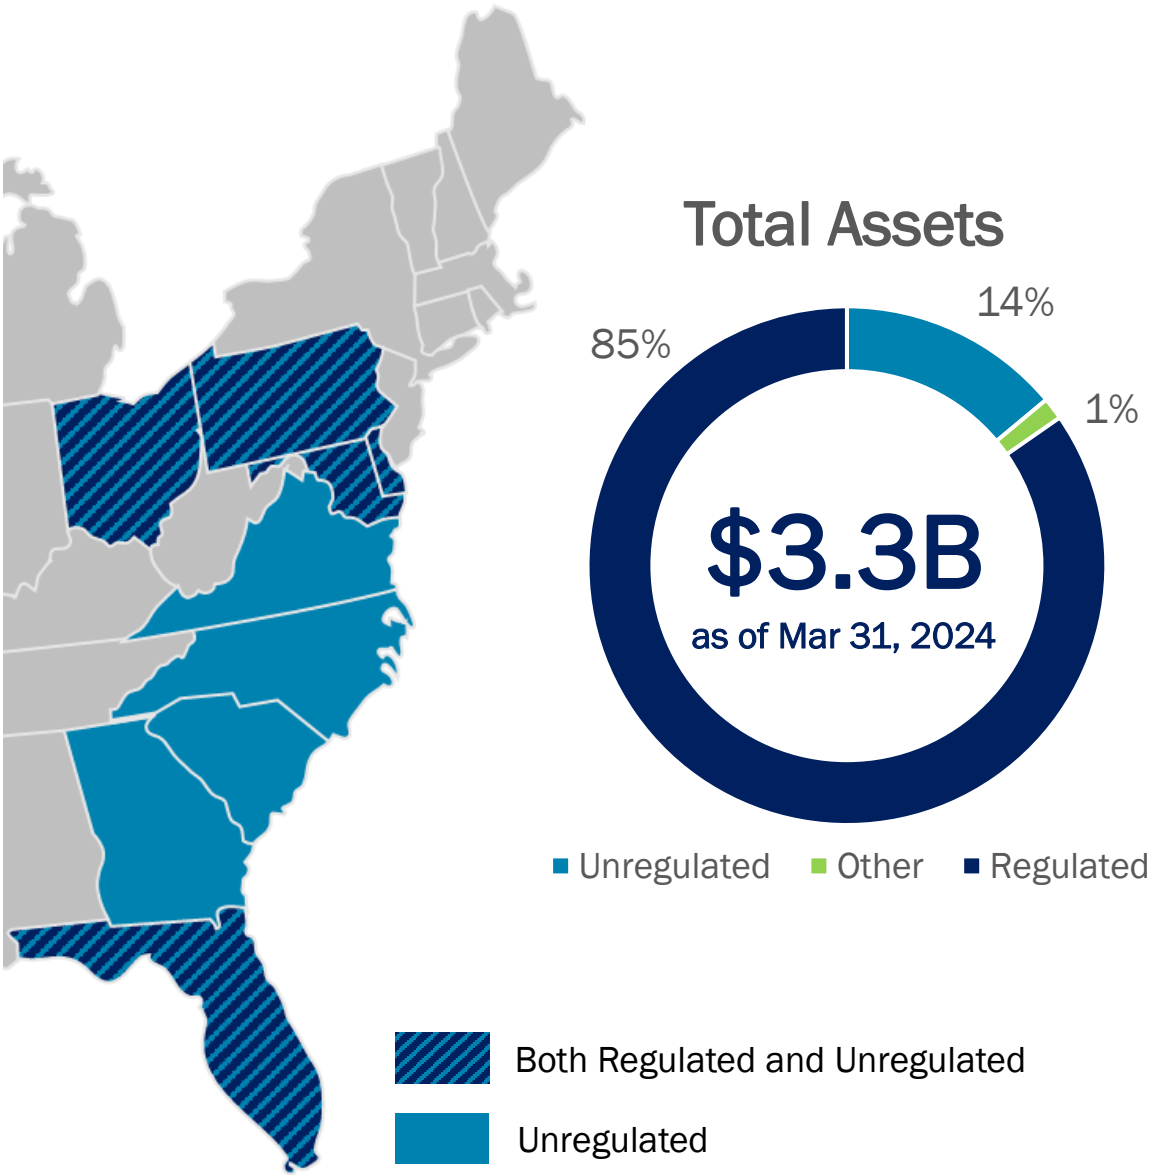 Total Assets
14%
85%
1%
$3.3B
as of Mar 31, 2024
Unregulated Other Regulated
Both Regulated and Unregulated
Unregulated